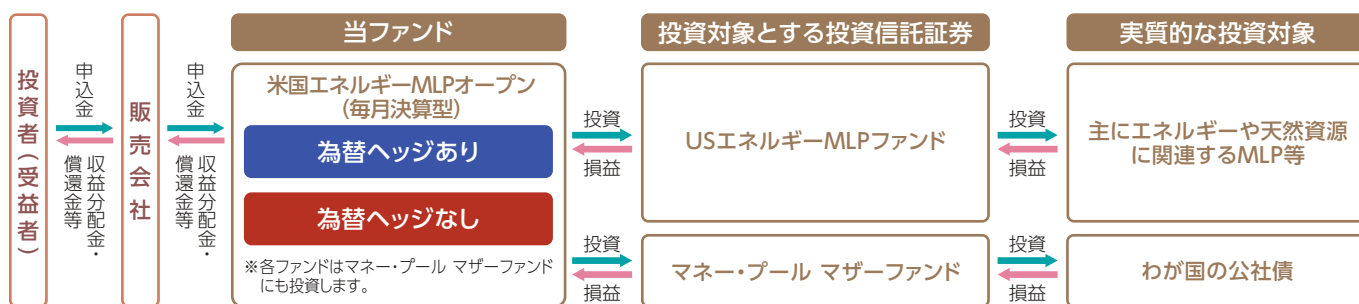 投資者(受益者)
申込金
収益分配金・
償還金等
販売会社
申込金
収益分配金・
償還金等
当ファンド
米国エネルギーMLPオープン
(毎月決算型)
為替ヘッジあり
為替ヘッジなし
※各ファンドはマネー・プール マザーファンド
にも投資します。
投資
損益
投資
損益
投資対象とする投資信託証券
USエネルギーMLPファンド
マネー・プール マザーファンド
投資
損益
投資
損益
実質的な投資対象
主にエネルギーや天然資源
に関連するMLP等
わが国の公社債